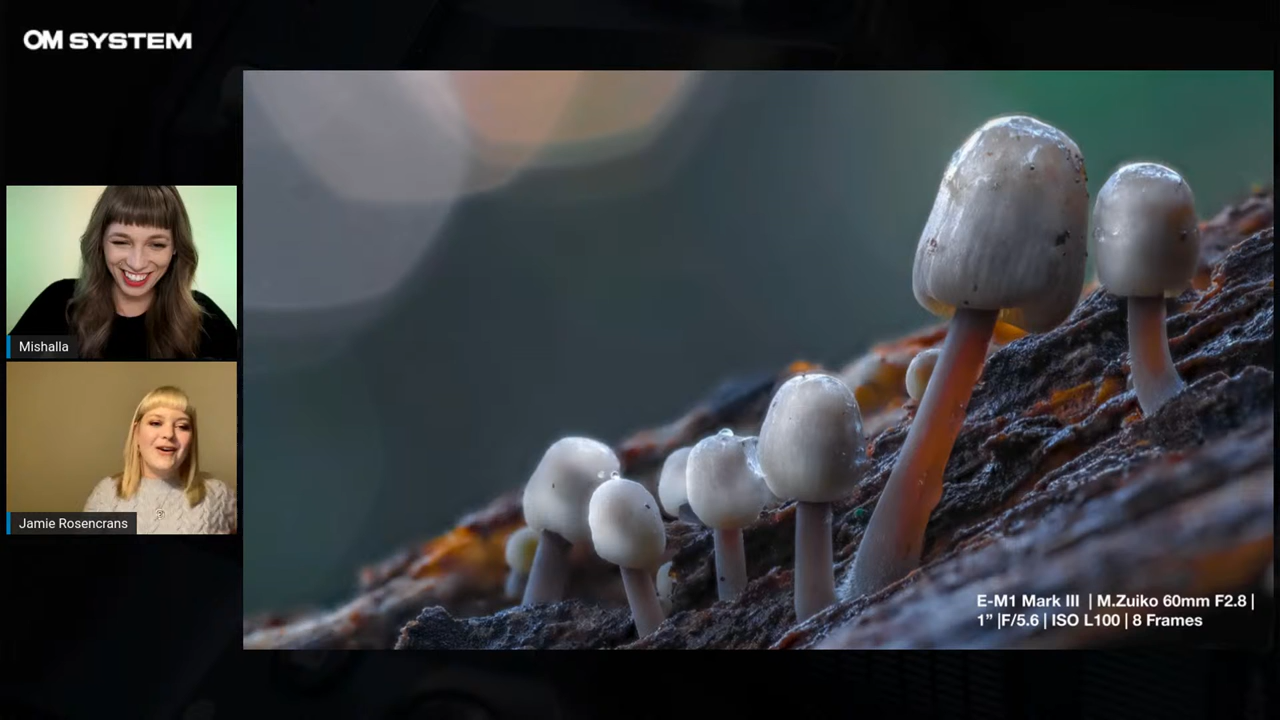 OM SYSTEM
Mishalla
Jamie Rosencrans
E-M1 Mark III | M.Zuiko 60mm F2.8 |
1” |F/5.6 | ISO L100 | 8 Frames